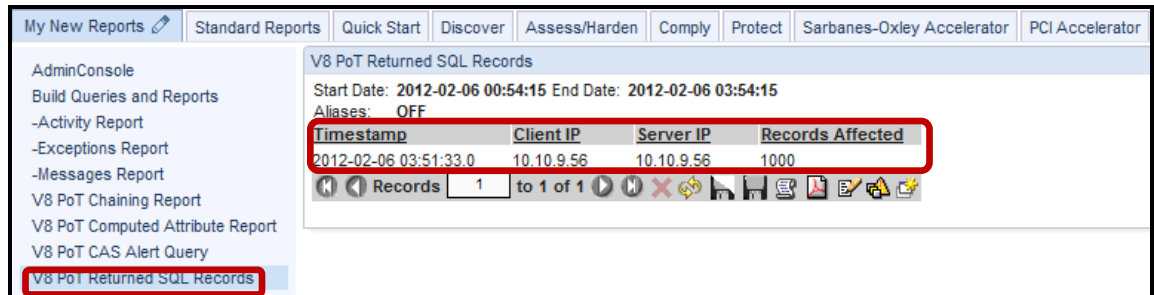 My New Reports Standard Reports Quick Start Discover Assess/Harden Comply Protect Sarbanes-Oxley Accelerator PCI Accelerator
AdminConsole
Build Queries and Reports
-Activity Report
-Exceptions Report
-Messages Report
V8 PoT Chaining Report
V8 PoT Computed Attribute Report
V8 PoT CAS Alert Query
V8 PoT Returned SQL Records
V8 PoT Returned SQL Records
Start Date: 2012-02-06 00:54:15 End Date: 2012-02-06 03:54:15
Aliases: OFF
Timestamp Client IP Server IP Records Affected
2012-02-06 03:51:33.0 10.10.9.56 10.10.9.56 1000
Records 1 to 1 of 1